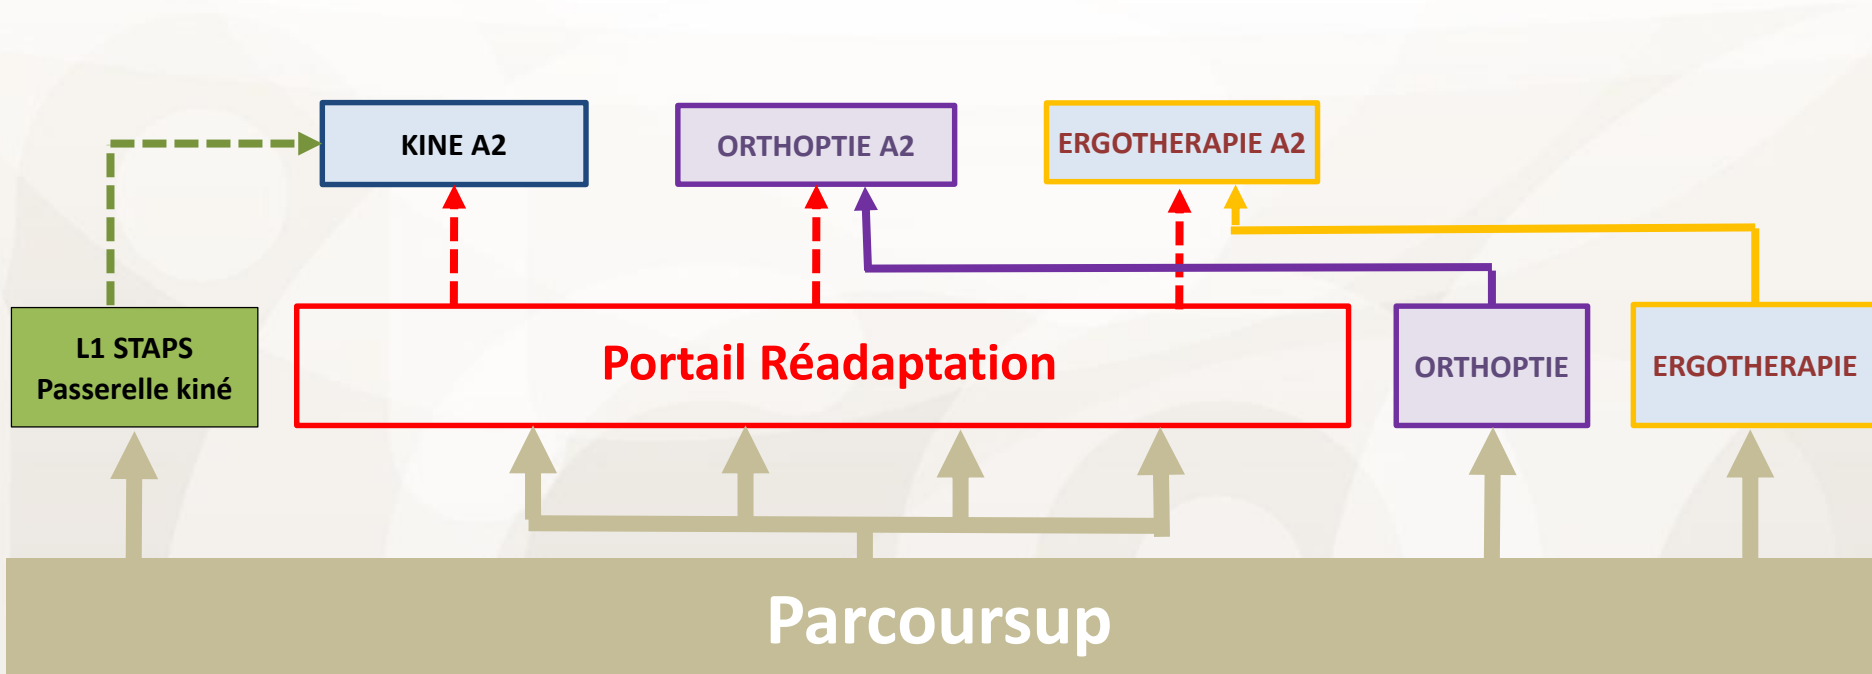 KINE A2
ORTHOPTIE A2
ERGOTHERAPIE A2
L1 STAPS
Passerelle kiné
Portail Réadaptation
ORTHOPTIE
ERGOTHERAPIE
Parcoursup